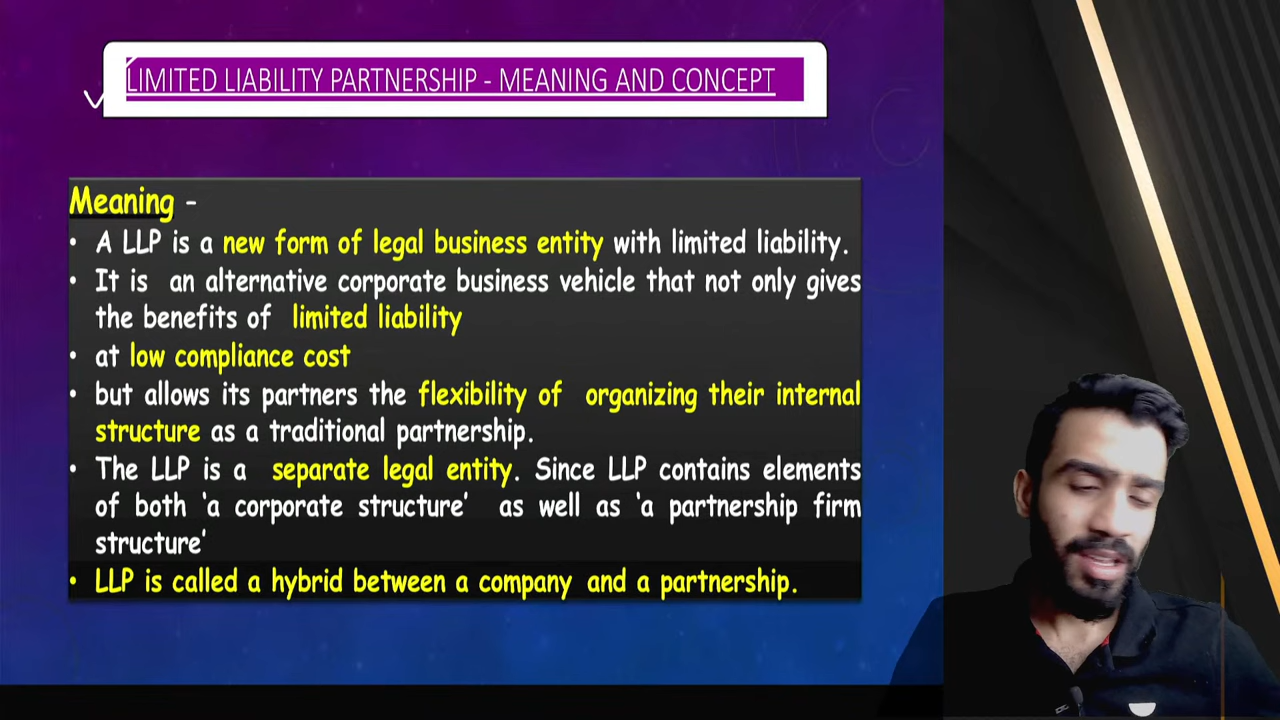 LIMITED LIABILITY PARTNERSHIP - MEANING AND CONCEPT
Meaning -
• A LLP is a new form of legal business entity with limited liability.
• It is an alternative corporate business vehicle that not only gives
the benefits of limited liability
• at low compliance cost
• but allows its partners the flexibility of organizing their internal
structure as a traditional partnership.
• The LLP is a separate legal entity. Since LLP contains elements
of both ‘a corporate structure’ as well as ‘a partnership firm
structure’
• LLP is called a hybrid between a company and a partnership.